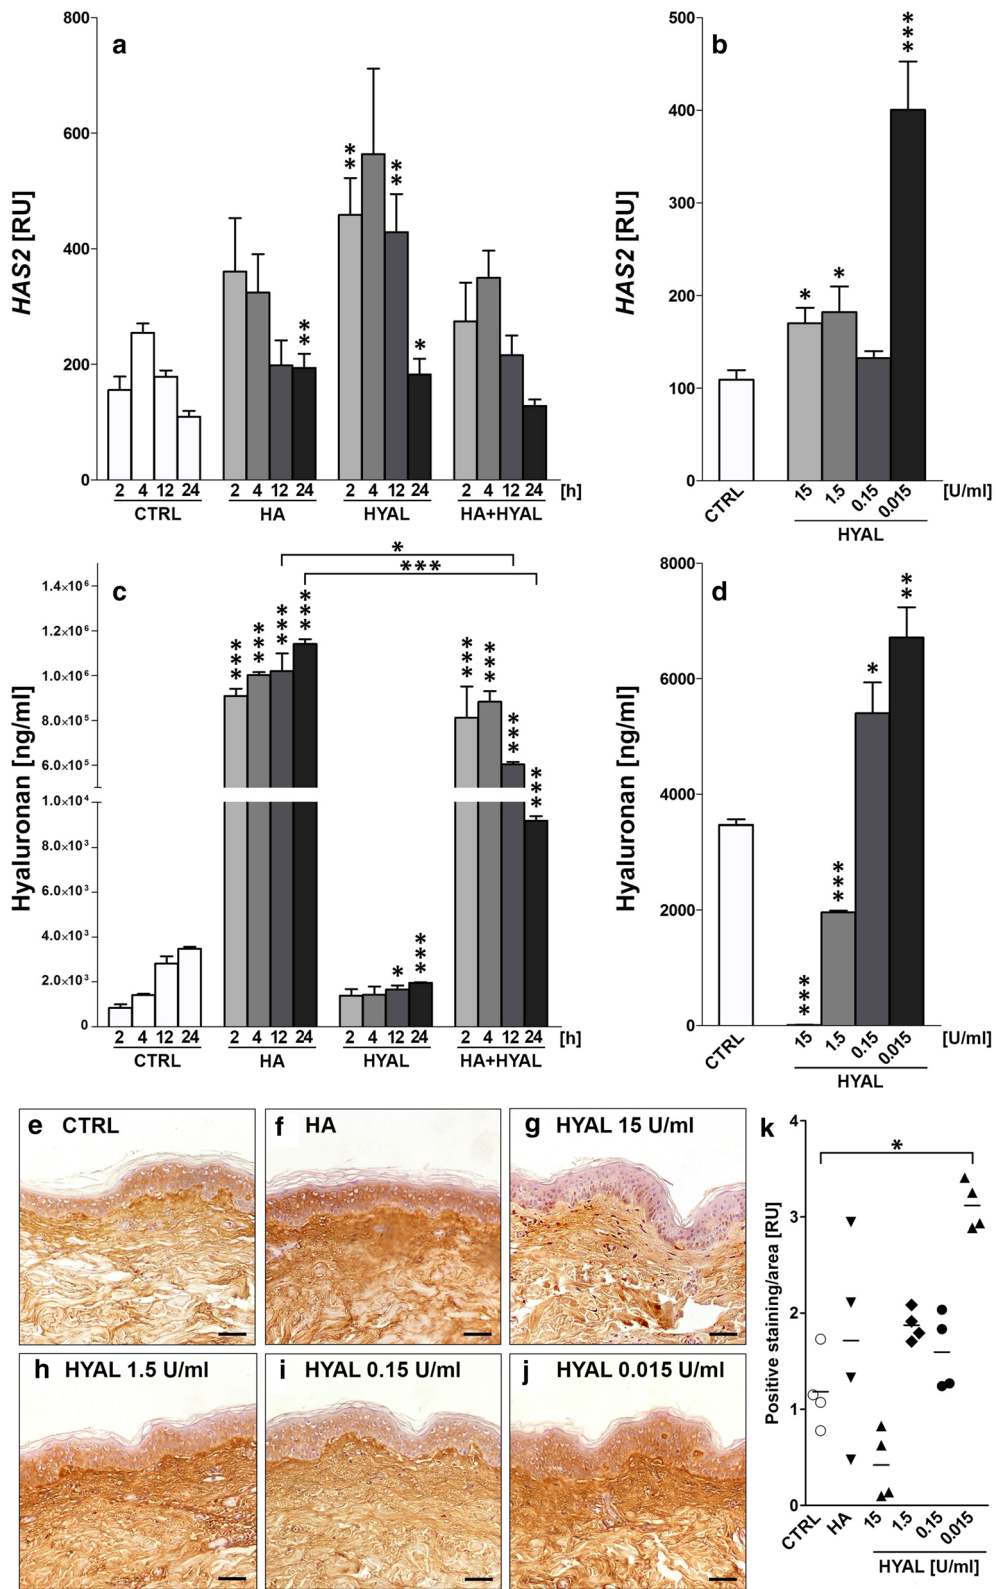 a
HAS2 [RU]
800
600
400
200
0
**
**
**
*
2 4 12 24
2 4 12 24
2 4 12 24
2 4 12 24
[h]
CTRL
HA
HYAL
HA+HYAL
b
HAS2 [RU]
500
400
300
200
100
0
*
*
***
CTRL
15
1.5
0.15
0.015
[U/ml]
HYAL
c
Hyaluronan [ng/ml]
1.4×10⁶
1.2×10⁶
1.0×10⁶
8.0×10⁵
6.0×10⁵
1.0×10⁴
8.0×10³
6.0×10³
4.0×10³
2.0×10³
0
*
***
***
***
***
***
*
***
***
***
***
***
2 4 12 24
2 4 12 24
2 4 12 24
2 4 12 24
[h]
CTRL
HA
HYAL
HA+HYAL
d
Hyaluronan [ng/ml]
8000
6000
4000
2000
0
***
***
*
**
CTRL
15
1.5
0.15
0.015
[U/ml]
HYAL
e CTRL
f HA
g HYAL 15 U/ml
h HYAL 1.5 U/ml
i HYAL 0.15 U/ml
j HYAL 0.015 U/ml
k
Positive staining/area [RU]
4
3
2
1
0
*
CTRL
HA
15
1.5
0.15
0.015
HYAL [U/ml]